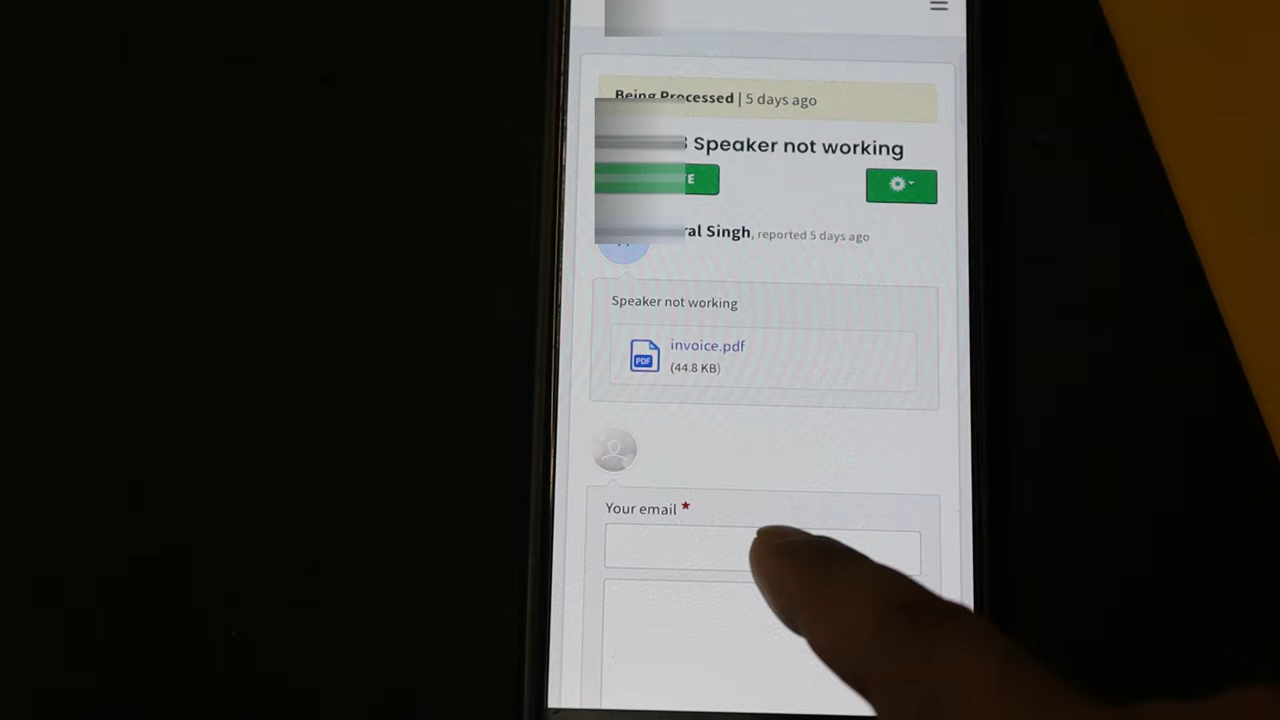 Being Processed | 5 days ago
Speaker not working
Singh, reported 5 days ago
Speaker not working
invoice.pdf
PDF
(44.8 KB)
Your email *